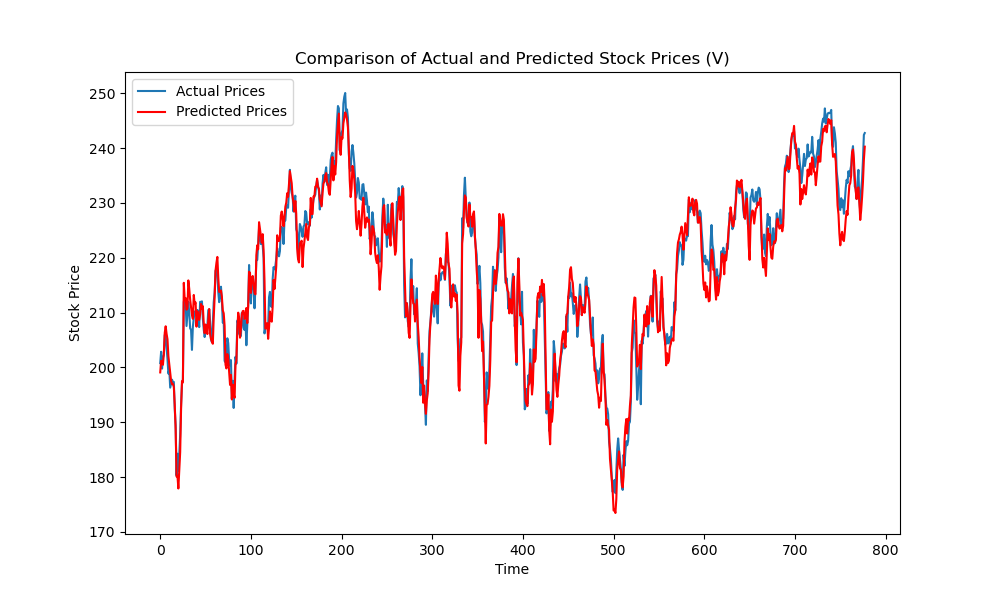 Comparison of Actual and Predicted Stock Prices (V)
Actual Prices
Predicted Prices
Stock Price
250
240
230
220
210
200
190
180
170
0 100 200 300 400 500 600 700 800
Time